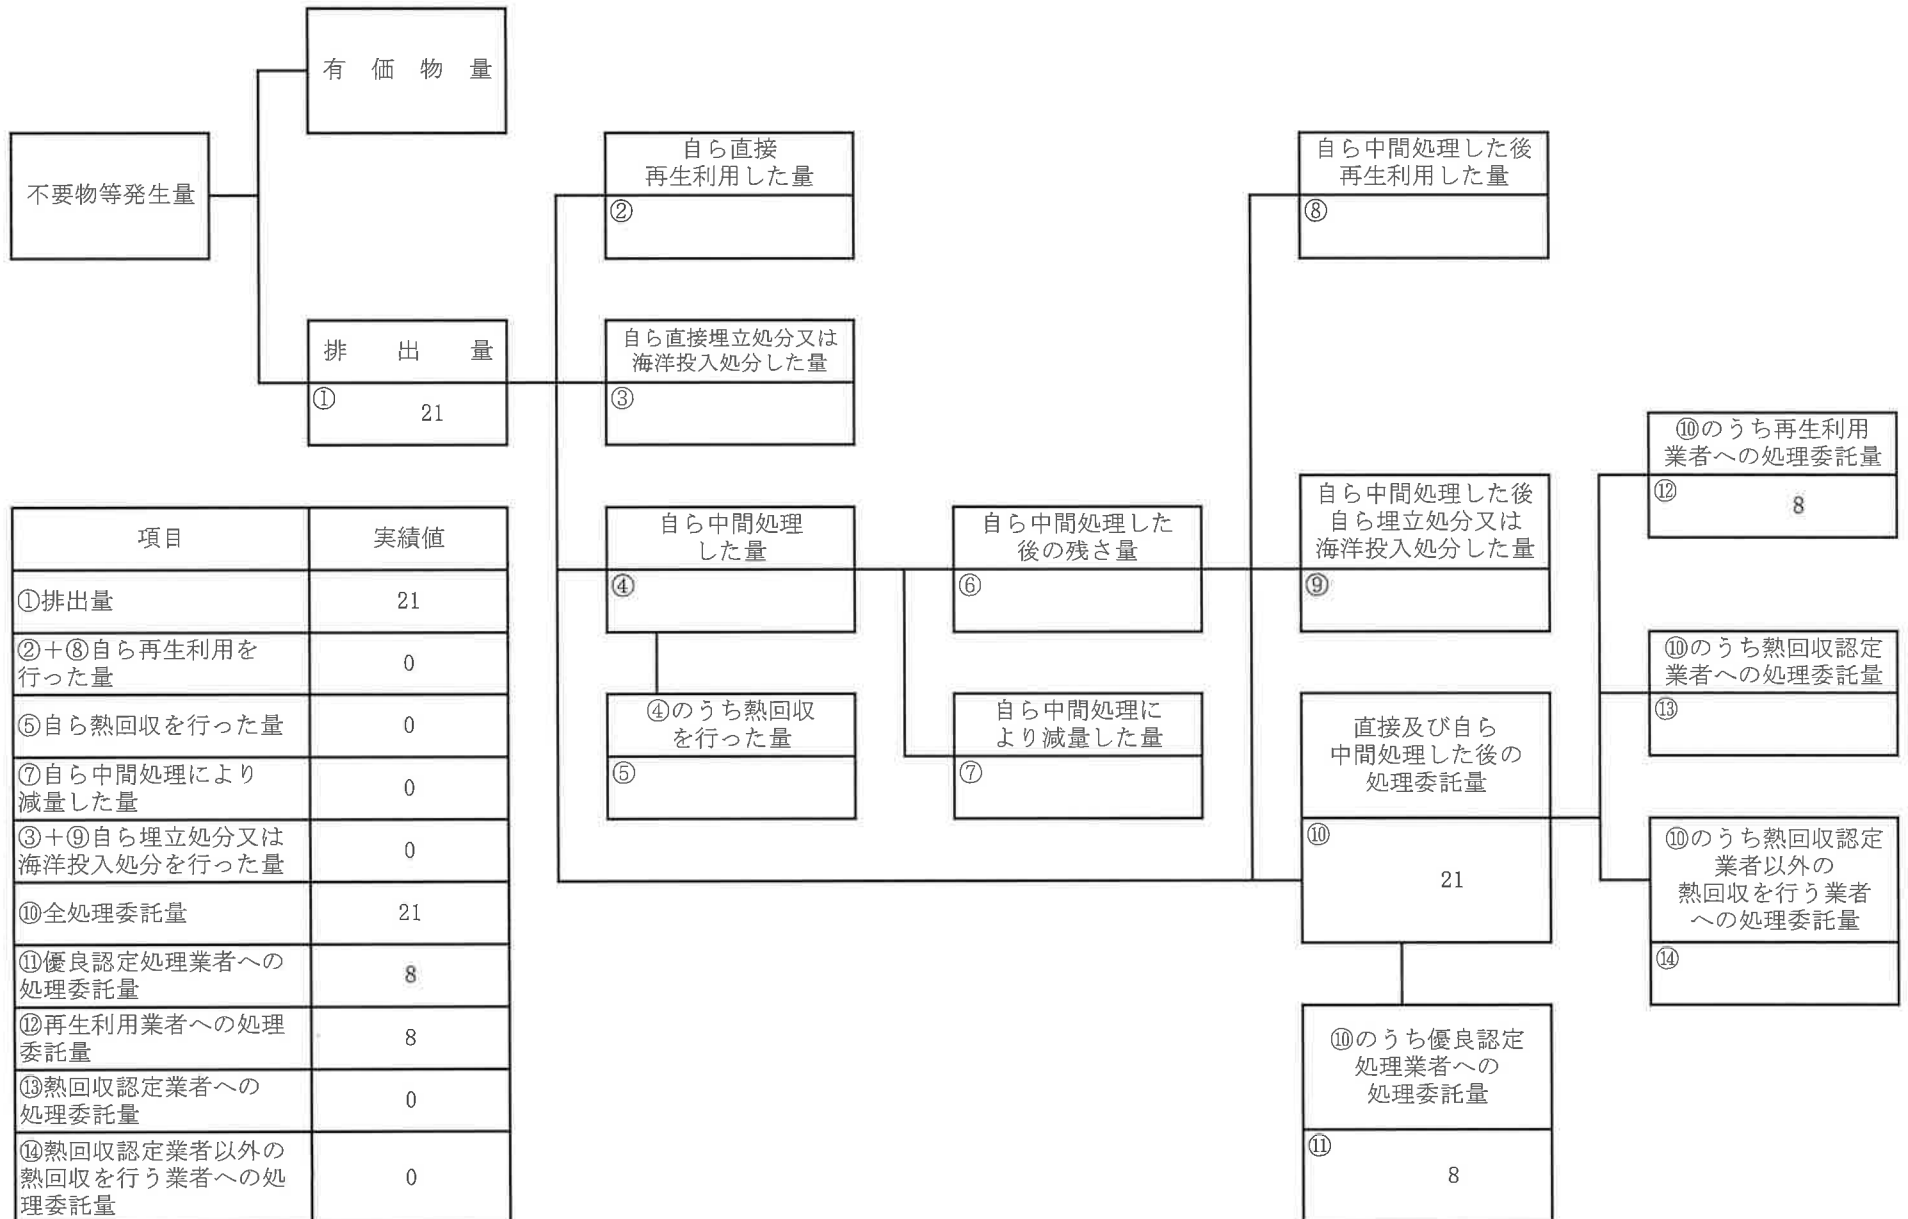 有価物量
不要物等発生量
排出量
①
21
自ら直接
再生利用した量
②
自ら直接埋立処分又は
海洋投入処分した量
③
自ら中間処理
した量
④
④のうち熱回収
を行った量
⑤
自ら中間処理した
後の残さ量
⑥
自ら中間処理に
より減量した量
⑦
自ら中間処理した後
再生利用した量
⑧
自ら中間処理した後
自ら埋立処分又は
海洋投入処分した量
⑨
直接及び自ら
中間処理した後の
処理委託量
⑩
21
⑩のうち優良認定
処理業者への
処理委託量
⑪
8
⑩のうち再生利用
業者への処理委託量
⑫
8
⑩のうち熱回収認定
業者への処理委託量
⑬
⑩のうち熱回収認定
業者以外の
熱回収を行う業者
への処理委託量
⑭
項目 実績値
①排出量 21
②+⑧自ら再生利用を
行った量 0
⑤自ら熱回収を行った量 0
⑦自ら中間処理により
減量した量 0
③+⑨自ら埋立処分又は
海洋投入処分を行った量 0
⑩全処理委託量 21
⑪優良認定処理業者への
処理委託量 8
⑫再生利用業者への処理
委託量 8
⑬熱回収認定業者への
処理委託量 0
⑭熱回収認定業者以外の
熱回収を行う業者への処
理委託量 0